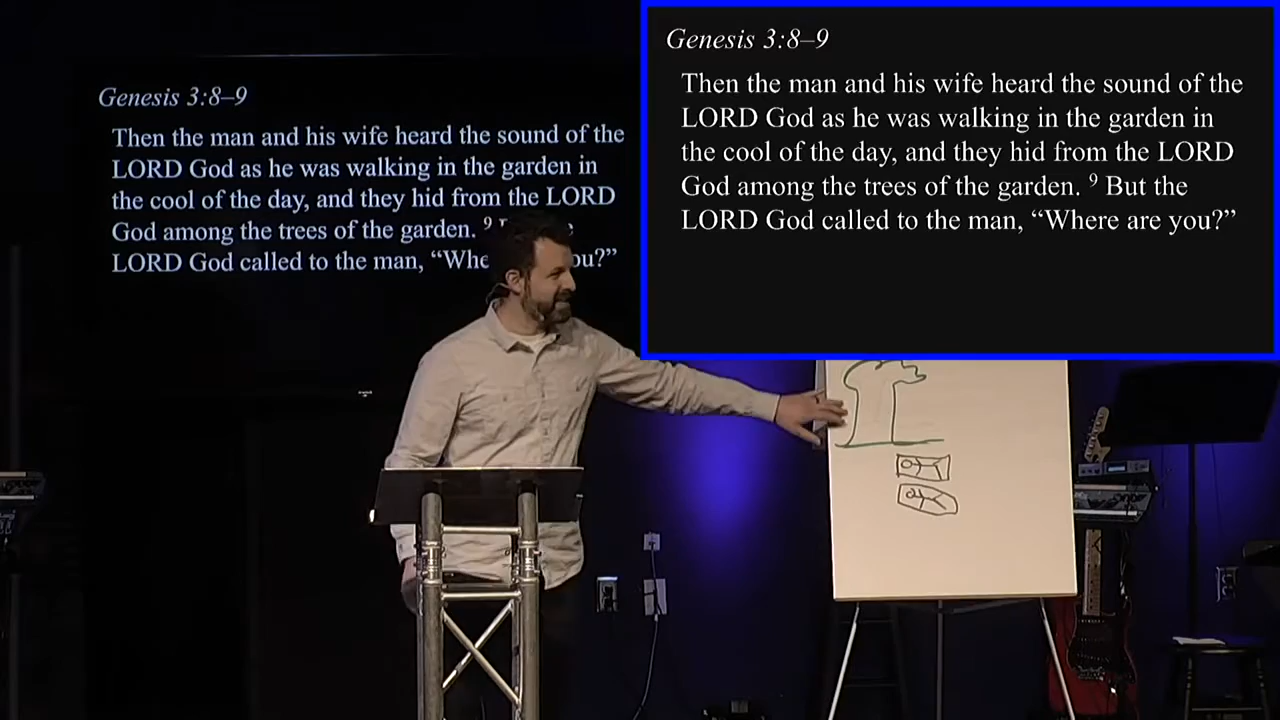 Genesis 3:8–9
Then the man and his wife heard the sound of the
LORD God as he was walking in the garden in
the cool of the day, and they hid from the LORD
God among the trees of the garden. 9
LORD God called to the man, “
Genesis 3:8–9
Then the man and his wife heard the sound of the
LORD God as he was walking in the garden in
the cool of the day, and they hid from the LORD
God among the trees of the garden. 9 But the
LORD God called to the man, “Where are you?”